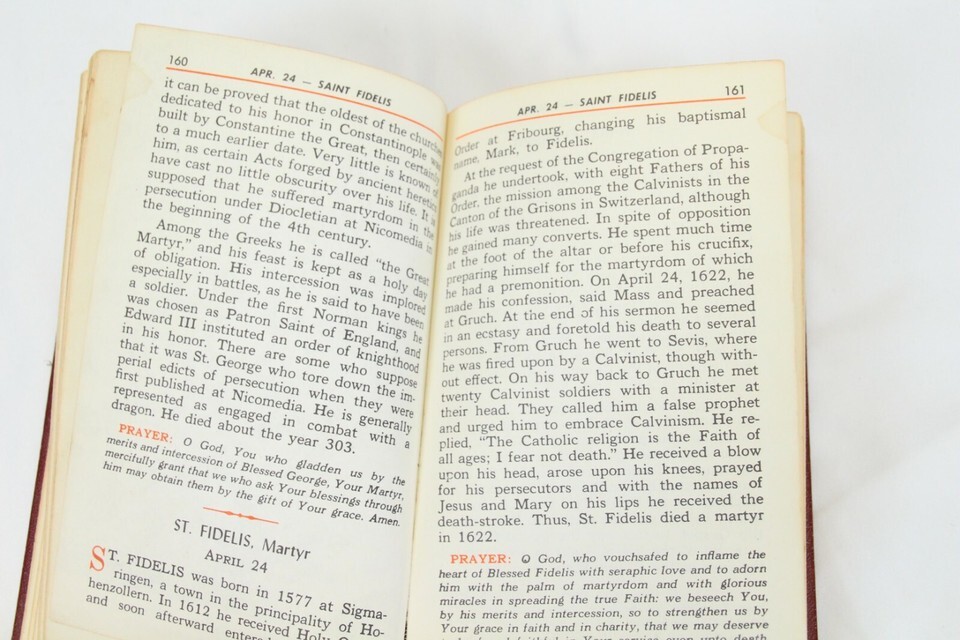 160
APR. 24 — SAINT FIDELIS
it can be proved that the oldest of the churches
dedicated to his honor in Constantinople was
built by Constantine the Great, then certainly
to a much earlier date. Very little is known of
him, as certain Acts forged by ancient heretics
have cast no little obscurity over his life. It is
supposed that he suffered martyrdom in the
persecution under Diocletian at Nicomedia in
the beginning of the 4th century.
Among the Greeks he is called "the Great
Martyr," and his feast is kept as a holy day
of obligation. His intercession was implored
especially in battles, as he is said to have been
a soldier. Under the first Norman kings he
was chosen as Patron Saint of England, and
Edward III instituted an order of knighthood
in his honor. There are some who suppose
that it was St. George who tore down the im-
perial edicts of persecution when they were
first published at Nicomedia. He is generally
represented as engaged in combat with a
dragon. He died about the year 303.
PRAYER: O God, You who gladden us by the
merits and intercession of Blessed George, Your Martyr,
mercifully grant that we who ask Your blessings through
him may obtain them by the gift of Your grace. Amen.
ST. FIDELIS, Martyr
APRIL 24
ST. FIDELIS was born in 1577 at Sigma-
ringen, a town in the principality of Ho-
henzollern. In 1612 he received Holy
and soon afterward
161
APR. 24 — SAINT FIDELIS
Order at Fribourg, changing his baptismal
name, Mark, to Fidelis.
At the request of the Congregation of Propa-
ganda he undertook, with eight Fathers of his
Order, the mission among the Calvinists in the
Canton of the Grisons in Switzerland, although
his life was threatened. In spite of opposition
he gained many converts. He spent much time
at the foot of the altar or before his crucifix,
preparing himself for the martyrdom of which
he had a premonition. On April 24, 1622, he
made his confession, said Mass and preached
at Gruch. At the end of his sermon he seemed
in an ecstasy and foretold his death to several
persons. From Gruch he went to Sevis, where
he was fired upon by a Calvinist, though with-
out effect. On his way back to Gruch he met
twenty Calvinist soldiers with a minister at
their head. They called him a false prophet
and urged him to embrace Calvinism. He re-
plied, "The Catholic religion is the Faith of
all ages; I fear not death." He received a blow
upon his head, arose upon his knees, prayed
for his persecutors and with the names of
Jesus and Mary on his lips he received the
death-stroke. Thus, St. Fidelis died a martyr
in 1622.
PRAYER: O God, who vouchsafed to inflame the
heart of Blessed Fidelis with seraphic love and to adorn
him with the palm of martyrdom and with glorious
miracles in spreading the true Faith: we beseech You,
by his merits and intercession, so to strengthen us by
Your grace in faith and in charity, that we may deserve